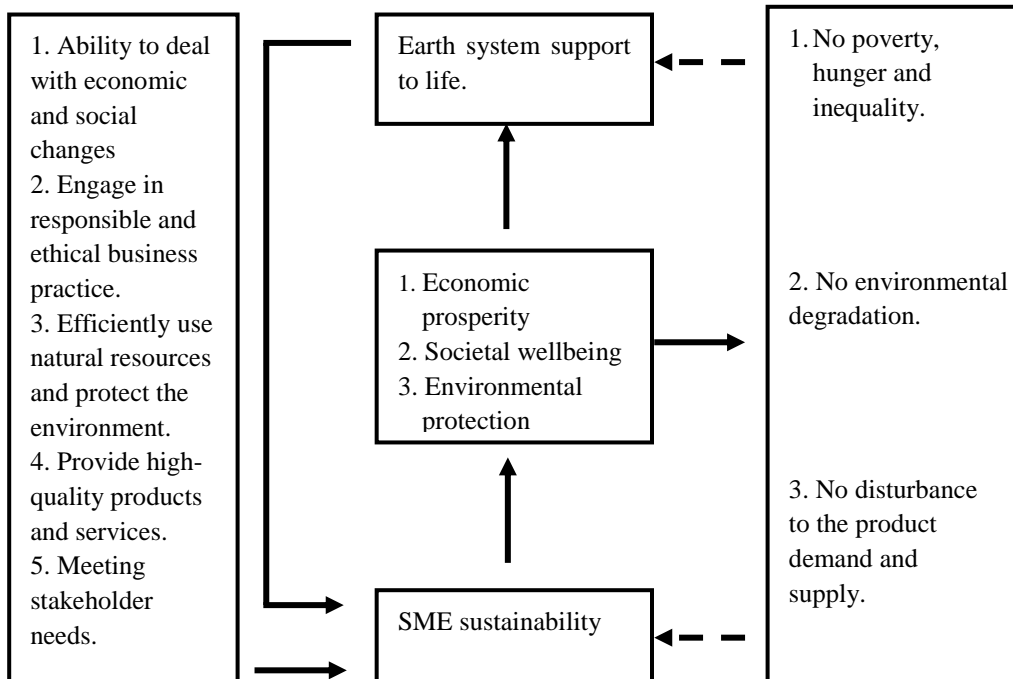 1. Ability to deal
with economic
and social
changes
2. Engage in
responsible and
ethical business
practice.
3. Efficiently use
natural resources
and protect the
environment.
4. Provide high-
quality products
and services.
5. Meeting
stakeholder
needs.
Earth system support
to life.
1. Economic
prosperity
2. Societal wellbeing
3. Environmental
protection
SME sustainability
1. No poverty,
hunger and
inequality.
2. No environmental
degradation.
3. No disturbance
to the product
demand and
supply.